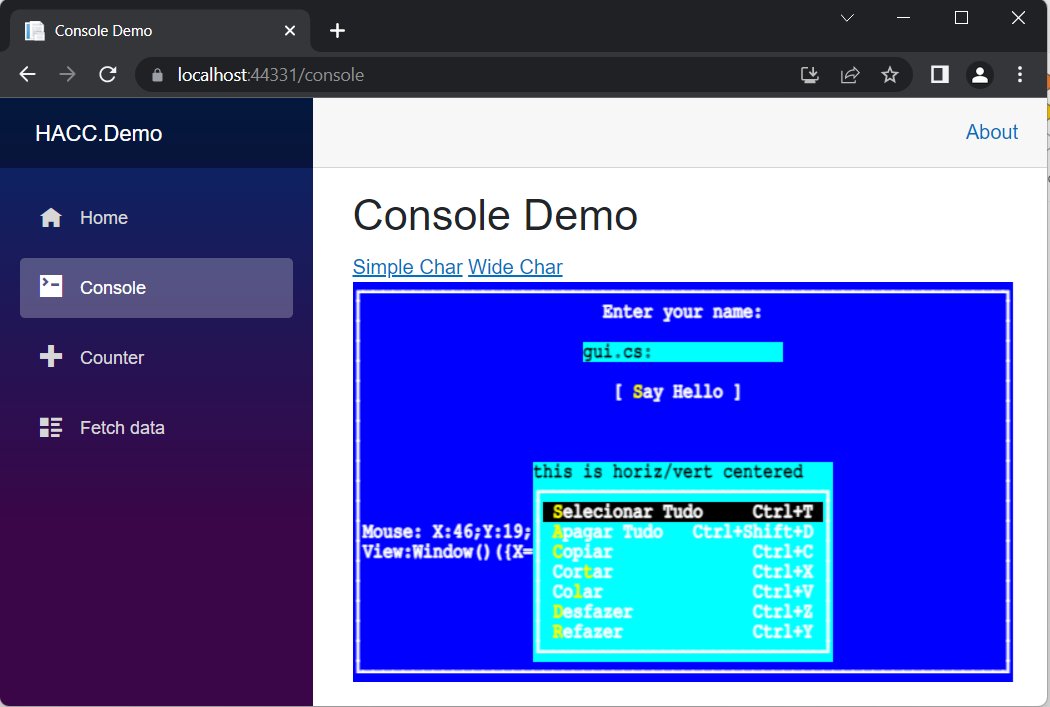 Console Demo
localhost:44331/console
HACC.Demo
About
Home
Console
Counter
Fetch data
Console Demo
Simple Char Wide Char
Enter your name:
gui.cs:
[ Say Hello ]
this is horiz/vert centered
Selecionar Tudo Ctrl+T
Mouse: X:46;Y:19; Apagar Tudo Ctrl+Shift+D
View:Window()({X= Copiar Ctrl+C
Cortar Ctrl+X
Colar Ctrl+V
Desfazer Ctrl+Z
Refazer Ctrl+Y